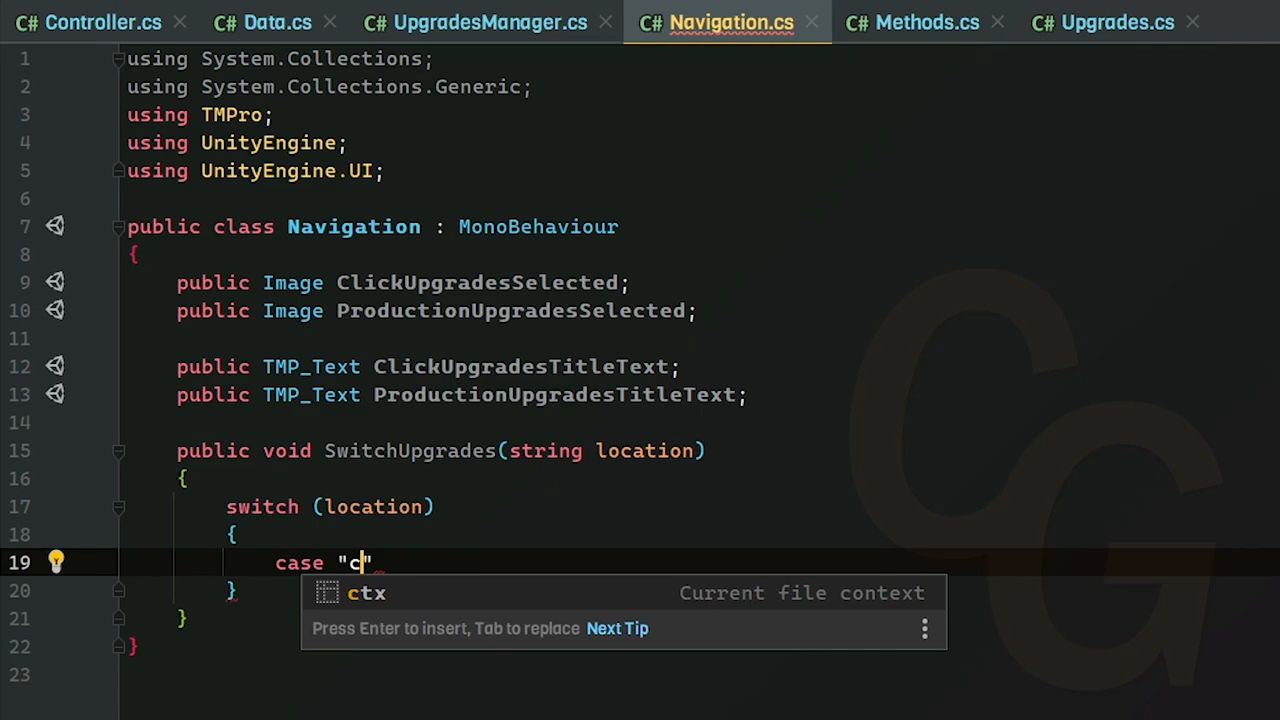 C# Controller.cs C# Data.cs C# UpgradesManager.cs C# Navigation.cs C# Methods.cs C# Upgrades.cs
1 using System.Collections;
2 using System.Collections.Generic;
3 using TMPro;
4 using UnityEngine;
5 using UnityEngine.UI;
6
7 public class Navigation : MonoBehaviour
8 {
9 public Image ClickUpgradesSelected;
10 public Image ProductionUpgradesSelected;
11
12 public TMP_Text ClickUpgradesTitleText;
13 public TMP_Text ProductionUpgradesTitleText;
14
15 public void SwitchUpgrades(string location)
16 {
17 switch (location)
18 {
19 case "c"
20 }
ctx Current file context
21 }
Press Enter to insert, Tab to replace Next Tip
22 }
23
CG